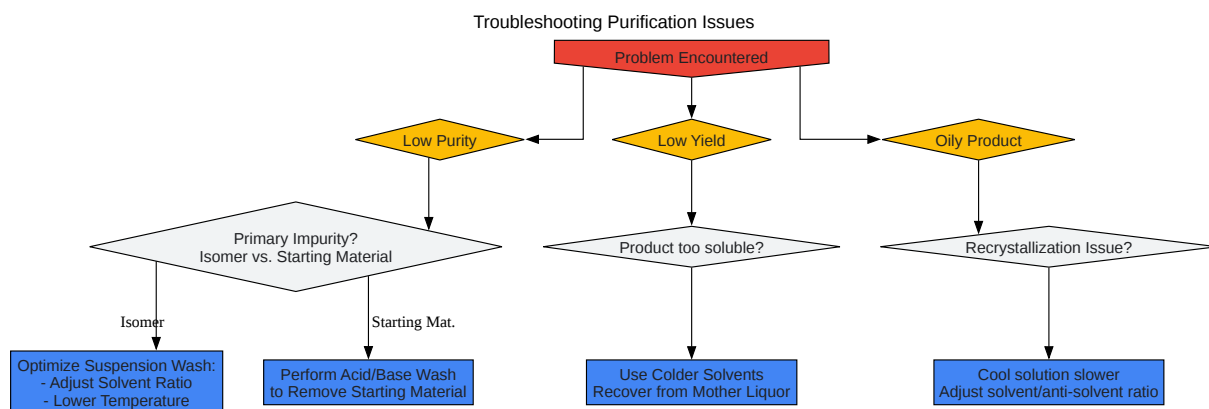 Troubleshooting Purification Issues
Problem Encountered
Low Purity
Low Yield
Oily Product
Primary Impurity?
Isomer vs. Starting Material
Product too soluble?
Recrystallization Issue?
Isomer
Starting Mat.
Optimize Suspension Wash:
- Adjust Solvent Ratio
- Lower Temperature
Perform Acid/Base Wash
to Remove Starting Material
Use Colder Solvents
Recover from Mother Liquor
Cool solution slower
Adjust solvent/anti-solvent ratio